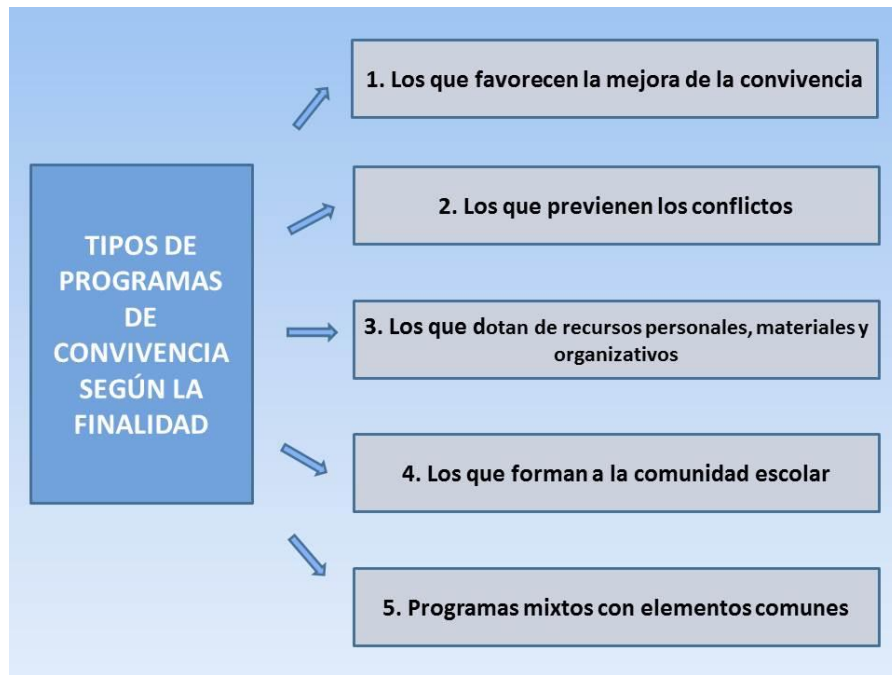 TIPOS DE
PROGRAMAS
DE
CONVIVENCIA
SEGÚN LA
FINALIDAD
1. Los que favorecen la mejora de la convivencia
2. Los que previenen los conflictos
3. Los que dotan de recursos personales, materiales y
organizativos
4. Los que forman a la comunidad escolar
5. Programas mixtos con elementos comunes